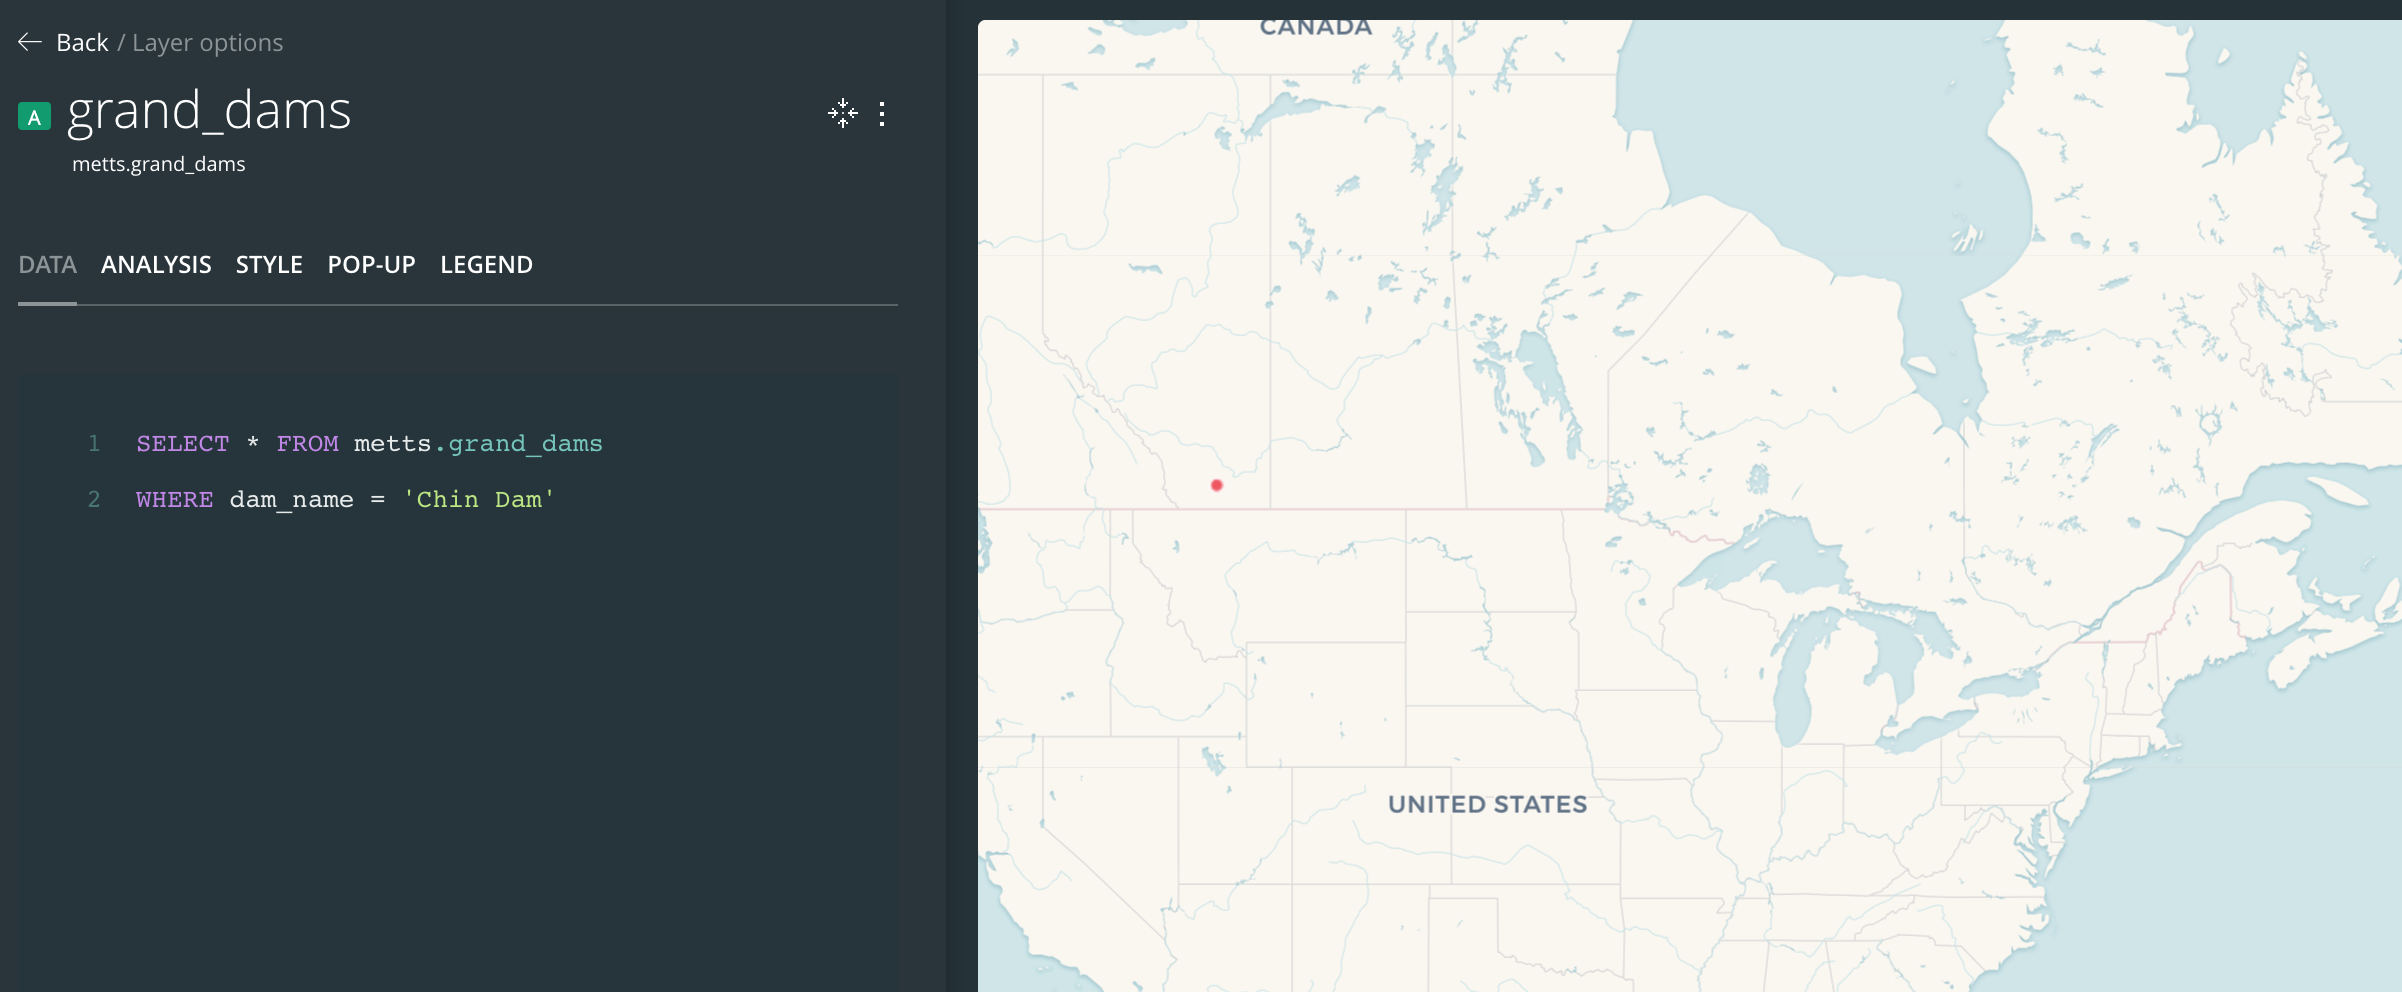 Back / Layer options
A grand_dams
metts.grand_dams
DATA ANALYSIS STYLE POP-UP LEGEND
1 SELECT * FROM metts.grand_dams
2 WHERE dam_name = 'Chin Dam'
CANADA
UNITED STATES